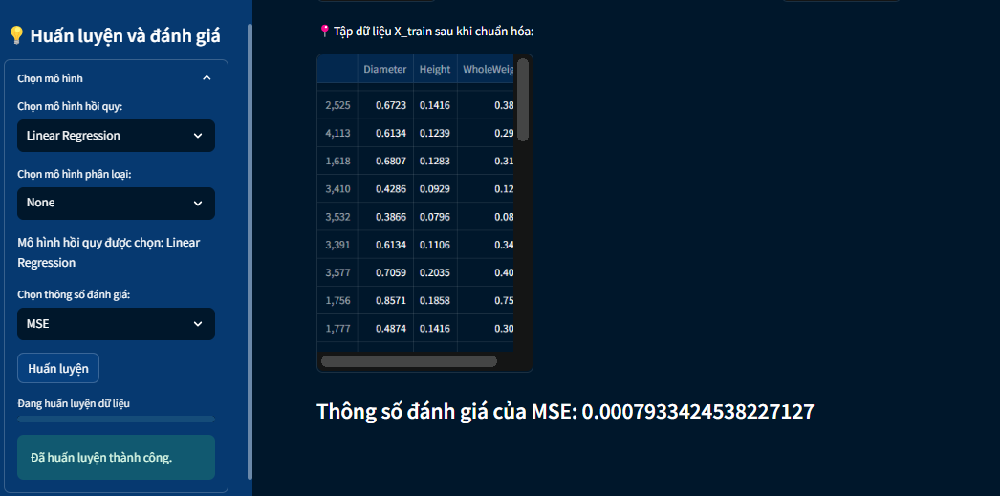 Huấn luyện và đánh giá
Chọn mô hình
Chọn mô hình hồi quy:
Linear Regression
Chọn mô hình phân loại:
None
Mô hình hồi quy được chọn: Linear
Regression
Chọn thông số đánh giá:
MSE
Huấn luyện
Đang huấn luyện dữ liệu
Đã huấn luyện thành công.
Tập dữ liệu X_train sau khi chuẩn hóa:
Diameter Height WholeWeig
2,525 0.6723 0.1416 0.38
4,113 0.6134 0.1239 0.29
1,618 0.6807 0.1283 0.31
3,410 0.4286 0.0929 0.12
3,532 0.3866 0.0796 0.08
3,391 0.6134 0.1106 0.34
3,577 0.7059 0.2035 0.40
1,756 0.8571 0.1858 0.75
1,777 0.4874 0.1416 0.30
Thông số đánh giá của MSE: 0.0007933424538227127